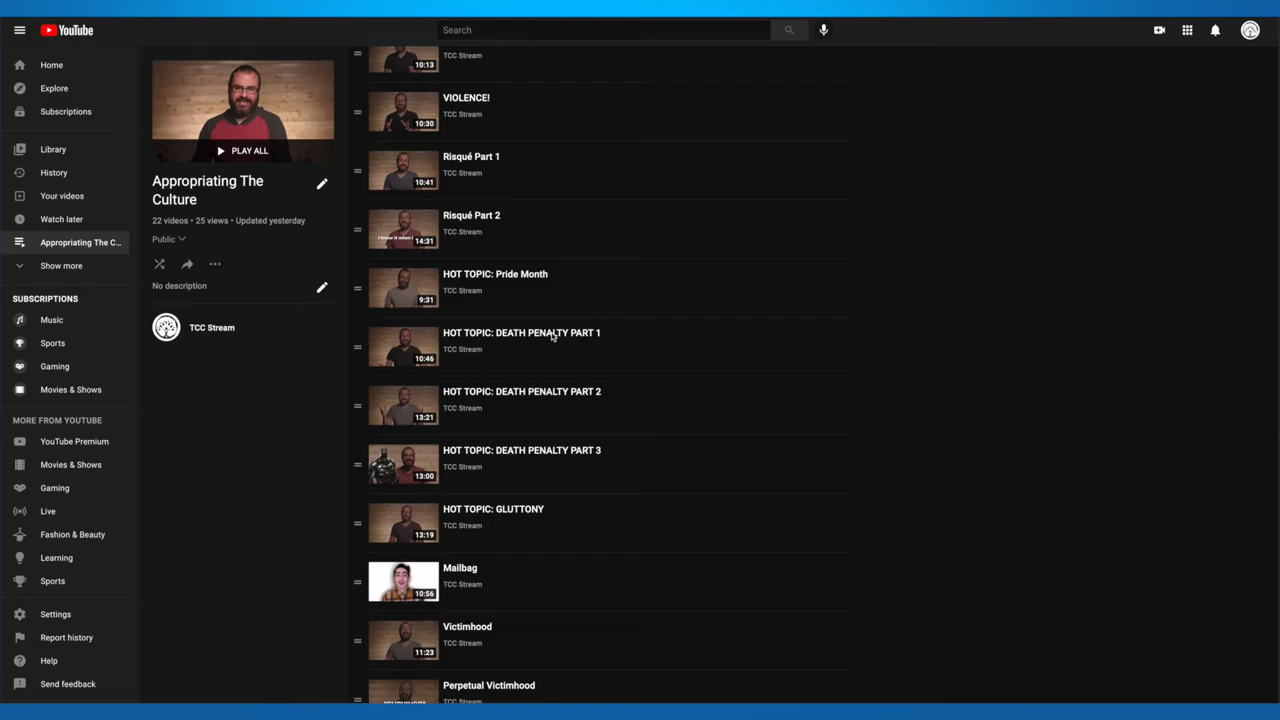 YouTube
Search
Home
Explore
Subscriptions
Library
History
Your videos
Watch later
Appropriating The C...
Show more
SUBSCRIPTIONS
Music
Sports
Gaming
Movies & Shows
MORE FROM YOUTUBE
YouTube Premium
Movies & Shows
Gaming
Live
Fashion & Beauty
Learning
Sports
Settings
Report history
Help
Send feedback
PLAY ALL
Appropriating The
Culture
22 videos • 25 views • Updated yesterday
Public
No description
TCC Stream
10:13
TCC Stream
VIOLENCE!
TCC Stream
10:30
Risqué Part 1
TCC Stream
10:41
Risqué Part 2
TCC Stream
14:31
HOT TOPIC: Pride Month
TCC Stream
9:31
HOT TOPIC: DEATH PENALTY PART 1
TCC Stream
10:46
HOT TOPIC: DEATH PENALTY PART 2
TCC Stream
13:21
HOT TOPIC: DEATH PENALTY PART 3
TCC Stream
13:00
HOT TOPIC: GLUTTONY
TCC Stream
13:19
Mailbag
TCC Stream
10:56
Victimhood
TCC Stream
11:23
Perpetual Victimhood
TCC Stream